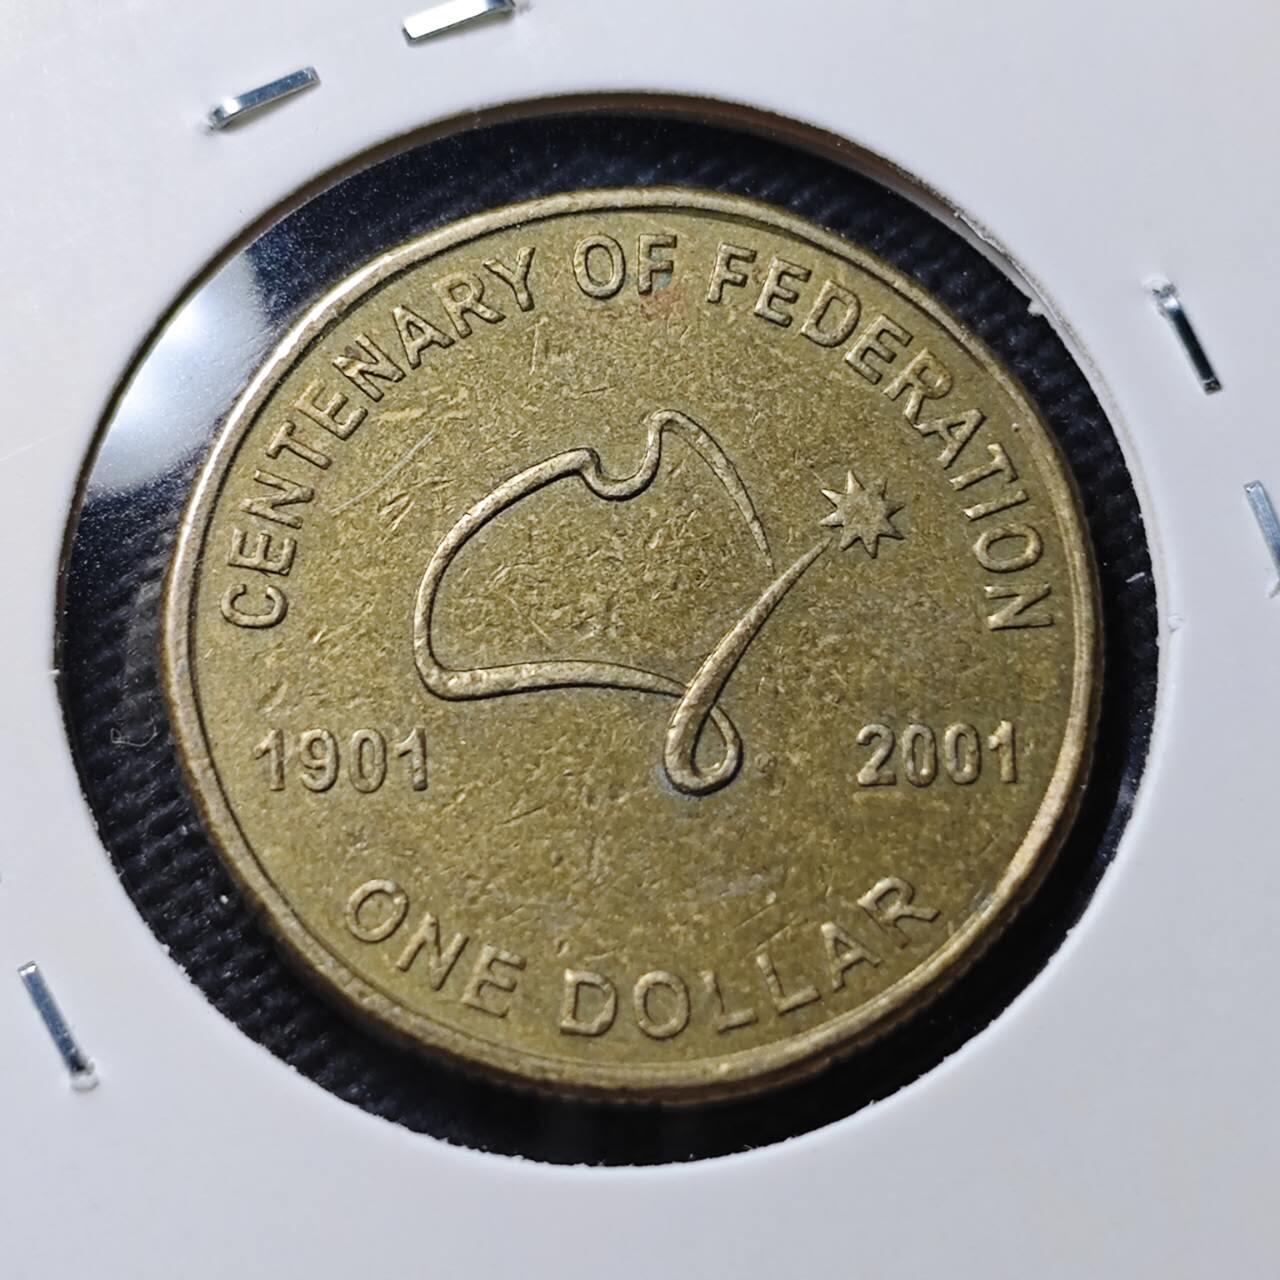 CENTENARY OF FEDERATION
1901 2001
ONE DOLLAR